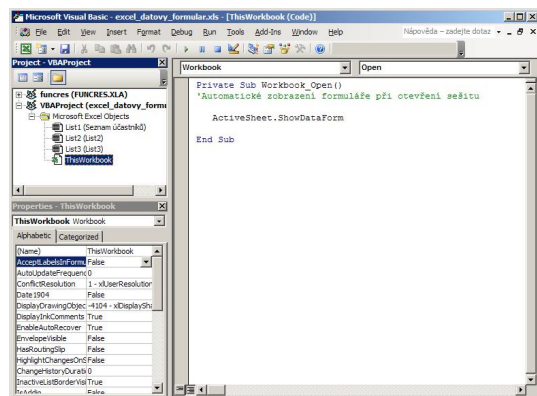 Microsoft Visual Basic - excel_datovy_formular.xls - [ThisWorkbook (Code)]
File Edit View Insert Format Debug Run Tools Add-Ins Window Help Nápověda – zadejte dotaz
Project - VBAProject
funcres (FUNCRES.XLA)
VBAProject (excel_datovy_formu
Microsoft Excel Objects
List1 (Seznam účastníků)
List2 (List2)
List3 (List3)
ThisWorkbook
Properties - ThisWorkbook
ThisWorkbook Workbook
Alphabetic Categorized
(Name) ThisWorkbook
AcceptLabelsInFormu False
AutoUpdateFrequenc 0
ConflictResolution 1 - xlUserResolution
Date1904 False
DisplayDrawingObjec -4104 - xlDisplaySha
DisplayInkComments True
EnableAutoRecover True
EnvelopeVisible False
HasRoutingSlip False
HighlightChangesOnS False
ChangeHistoryDurati 0
InactiveListBorderVis True
IsAddin False
Workbook Open
Private Sub Workbook_Open()
'Automatické zobrazení formuláře při otevření sešitu
ActiveSheet.ShowDataForm
End Sub